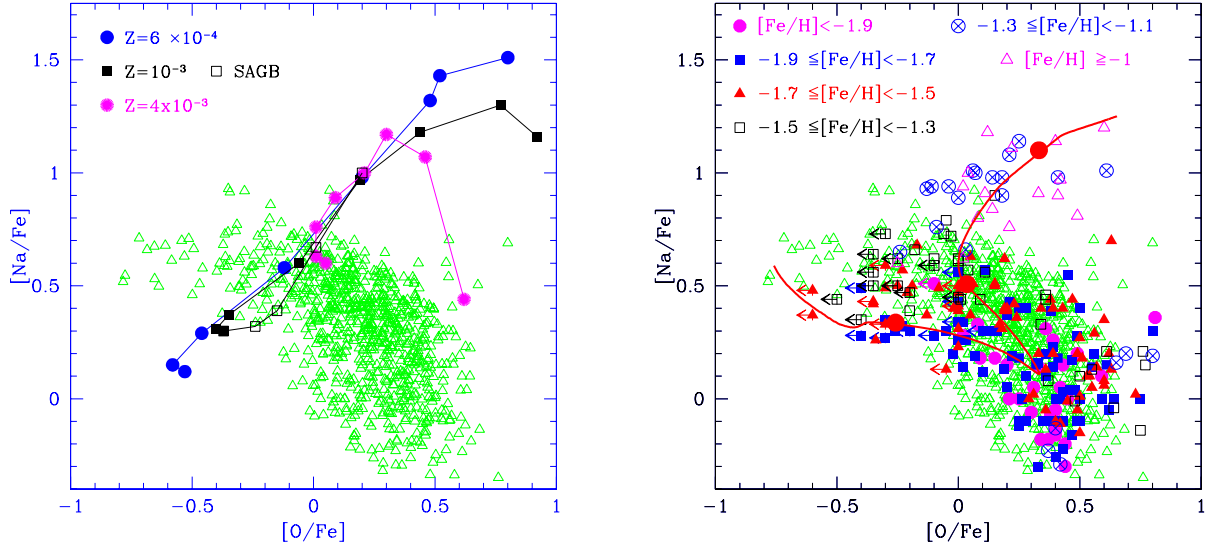 Z=6 ×10⁻⁴
Z=10⁻³ SAGB
Z=4x10⁻³
1.5
1
0.5
0
[Na/Fe]
−1 −0.5 0 0.5 1
[O/Fe]
[Fe/H]<−1.9 −1.3 ≦[Fe/H]<−1.1
−1.9 ≦[Fe/H]<−1.7 [Fe/H] ≧−1
−1.7 ≦[Fe/H]<−1.5
−1.5 ≦[Fe/H]<−1.3
1.5
1
0.5
0
[Na/Fe]
−1 −0.5 0 0.5 1
[O/Fe]